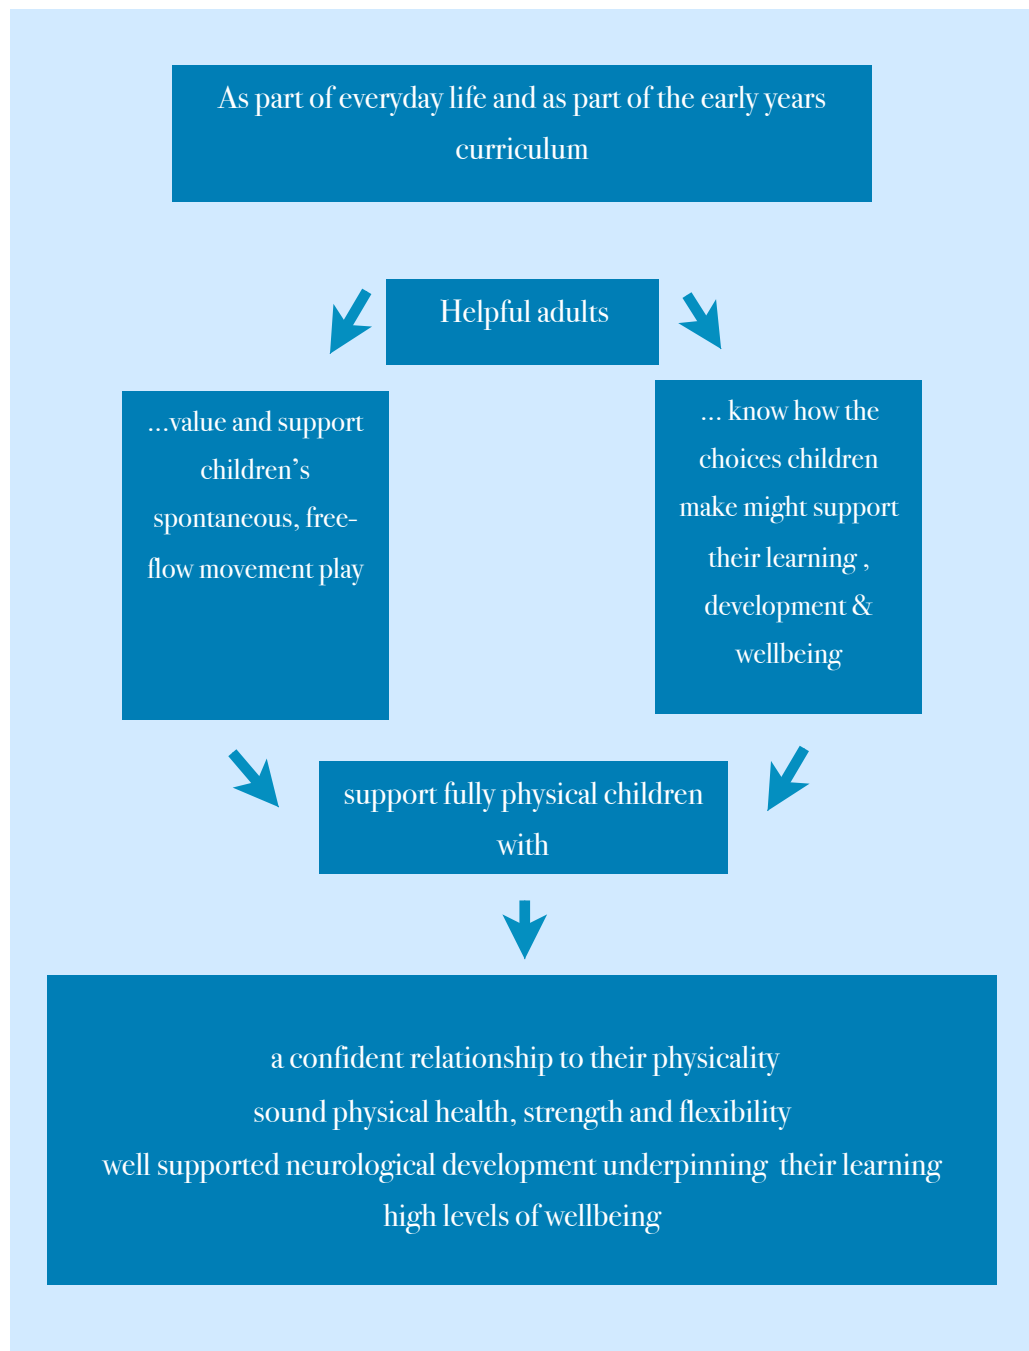 As part of everyday life and as part of the early years
curriculum
Helpful adults
...value and support
children’s
spontaneous, free-
flow movement play
... know how the
choices children
make might support
their learning ,
development &
wellbeing
support fully physical children
with
a confident relationship to their physicality
sound physical health, strength and flexibility
well supported neurological development underpinning  their learning
high levels of wellbeing